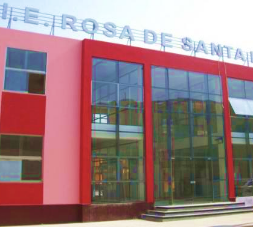 I.E. ROSA DE SANTA